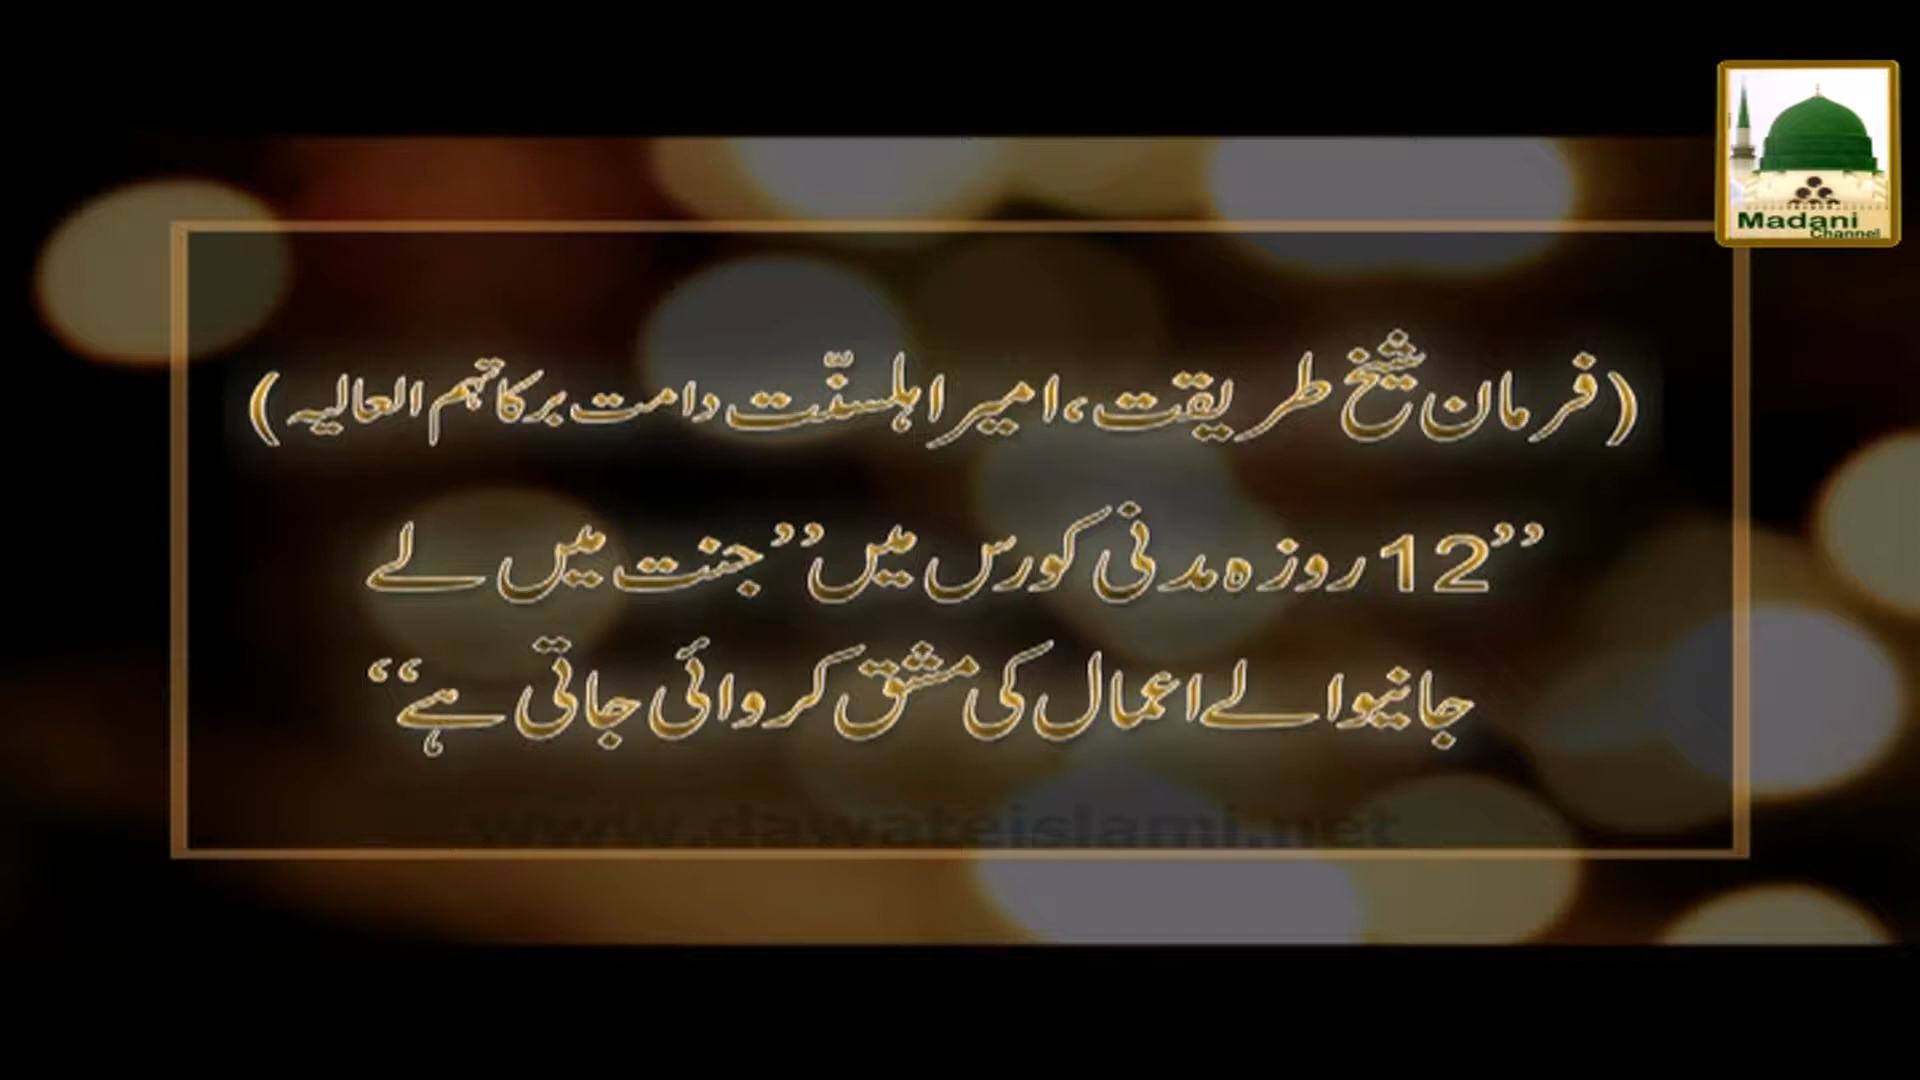 Madani
Channel
(فرمان شیخ طریقت، امیر اہلسنّت دامت برکاتہم العالیہ)
’’12 روزہ مدنی کورس میں ’’جنت میں لے
جانیوالے اعمال کی مشق کروائی جاتی ہے‘‘
www.dawateislami.net